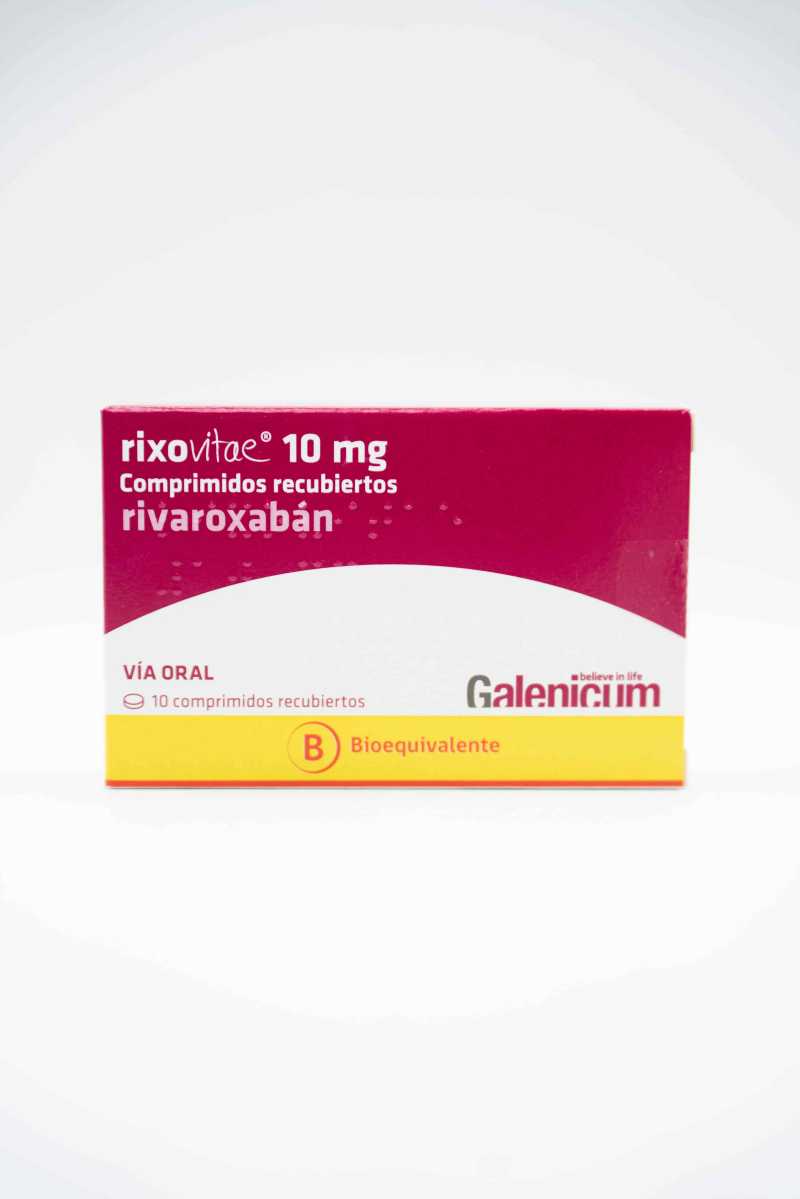 rixovitae® 10 mg
Comprimidos recubiertos
rivaroxabán
VÍA ORAL
10 comprimidos recubiertos
believe in life
Galenicum
B Bioequivalente